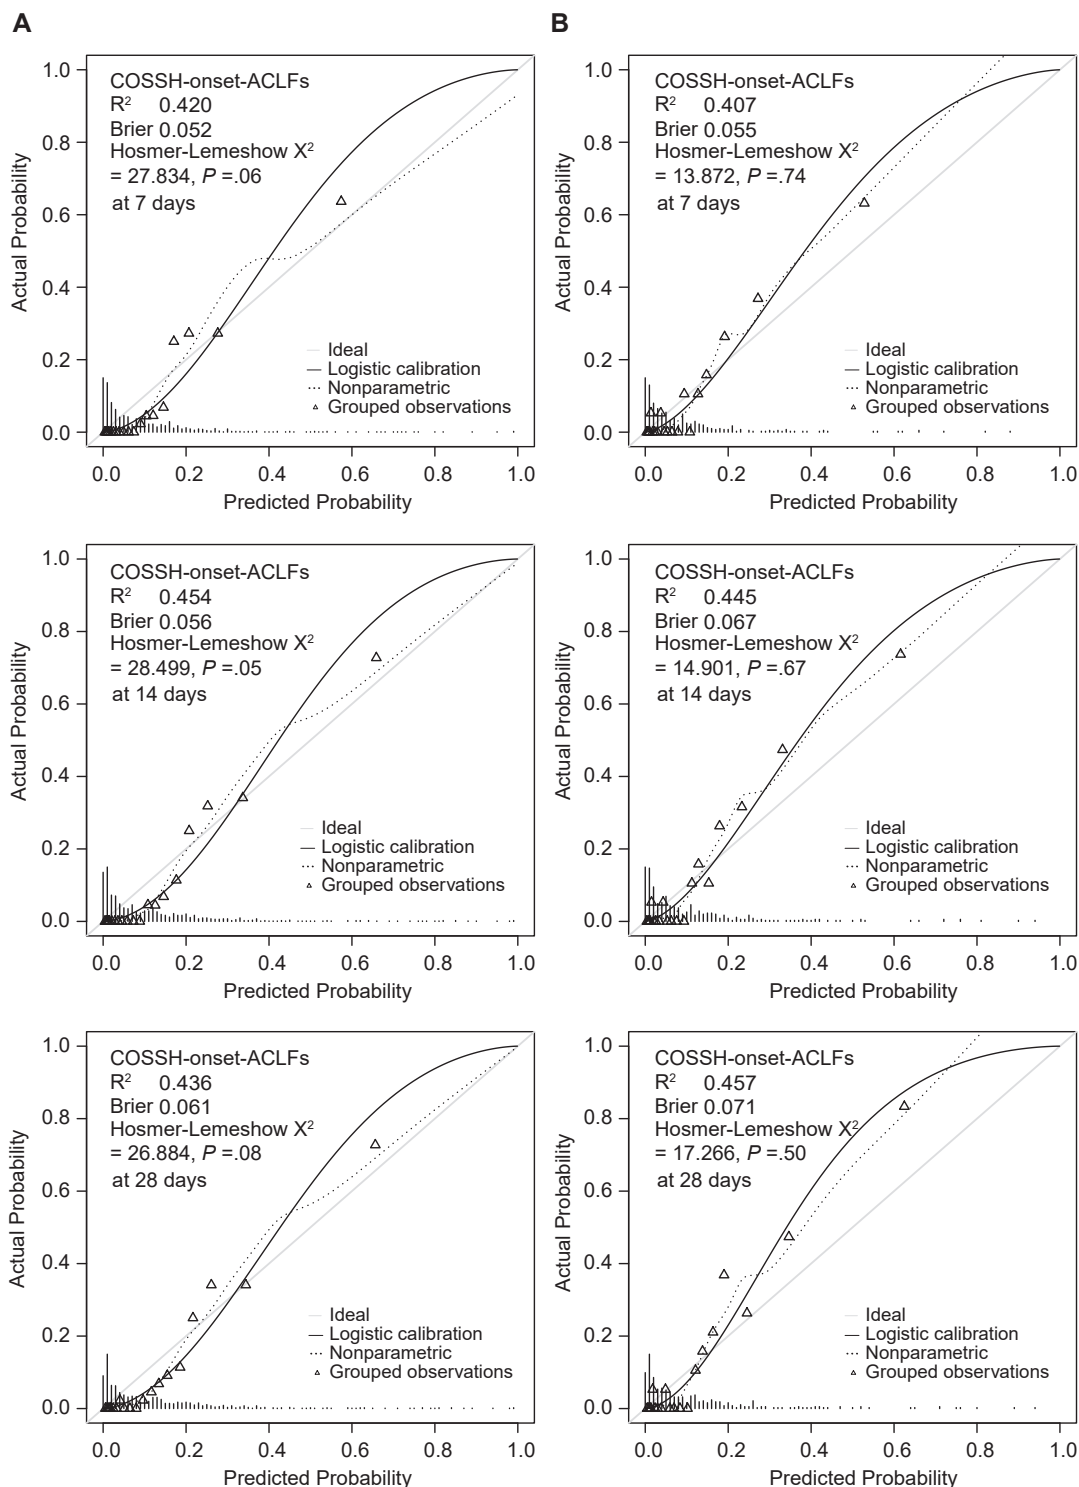 A
COSSH-onset-ACLFs
R² 0.420
Brier 0.052
Hosmer-Lemeshow X²
= 27.834, P =.06
at 7 days
Ideal
Logistic calibration
Nonparametric
Grouped observations
Actual Probability
1.0
0.8
0.6
0.4
0.2
0.0
0.0 0.2 0.4 0.6 0.8 1.0
Predicted Probability
B
COSSH-onset-ACLFs
R² 0.407
Brier 0.055
Hosmer-Lemeshow X²
= 13.872, P =.74
at 7 days
Ideal
Logistic calibration
Nonparametric
Grouped observations
Actual Probability
1.0
0.8
0.6
0.4
0.2
0.0
0.0 0.2 0.4 0.6 0.8 1.0
Predicted Probability
COSSH-onset-ACLFs
R² 0.454
Brier 0.056
Hosmer-Lemeshow X²
= 28.499, P =.05
at 14 days
Ideal
Logistic calibration
Nonparametric
Grouped observations
Actual Probability
1.0
0.8
0.6
0.4
0.2
0.0
0.0 0.2 0.4 0.6 0.8 1.0
Predicted Probability
COSSH-onset-ACLFs
R² 0.445
Brier 0.067
Hosmer-Lemeshow X²
= 14.901, P =.67
at 14 days
Ideal
Logistic calibration
Nonparametric
Grouped observations
Actual Probability
1.0
0.8
0.6
0.4
0.2
0.0
0.0 0.2 0.4 0.6 0.8 1.0
Predicted Probability
COSSH-onset-ACLFs
R² 0.436
Brier 0.061
Hosmer-Lemeshow X²
= 26.884, P =.08
at 28 days
Ideal
Logistic calibration
Nonparametric
Grouped observations
Actual Probability
1.0
0.8
0.6
0.4
0.2
0.0
0.0 0.2 0.4 0.6 0.8 1.0
Predicted Probability
COSSH-onset-ACLFs
R² 0.457
Brier 0.071
Hosmer-Lemeshow X²
= 17.266, P =.50
at 28 days
Ideal
Logistic calibration
Nonparametric
Grouped observations
Actual Probability
1.0
0.8
0.6
0.4
0.2
0.0
0.0 0.2 0.4 0.6 0.8 1.0
Predicted Probability